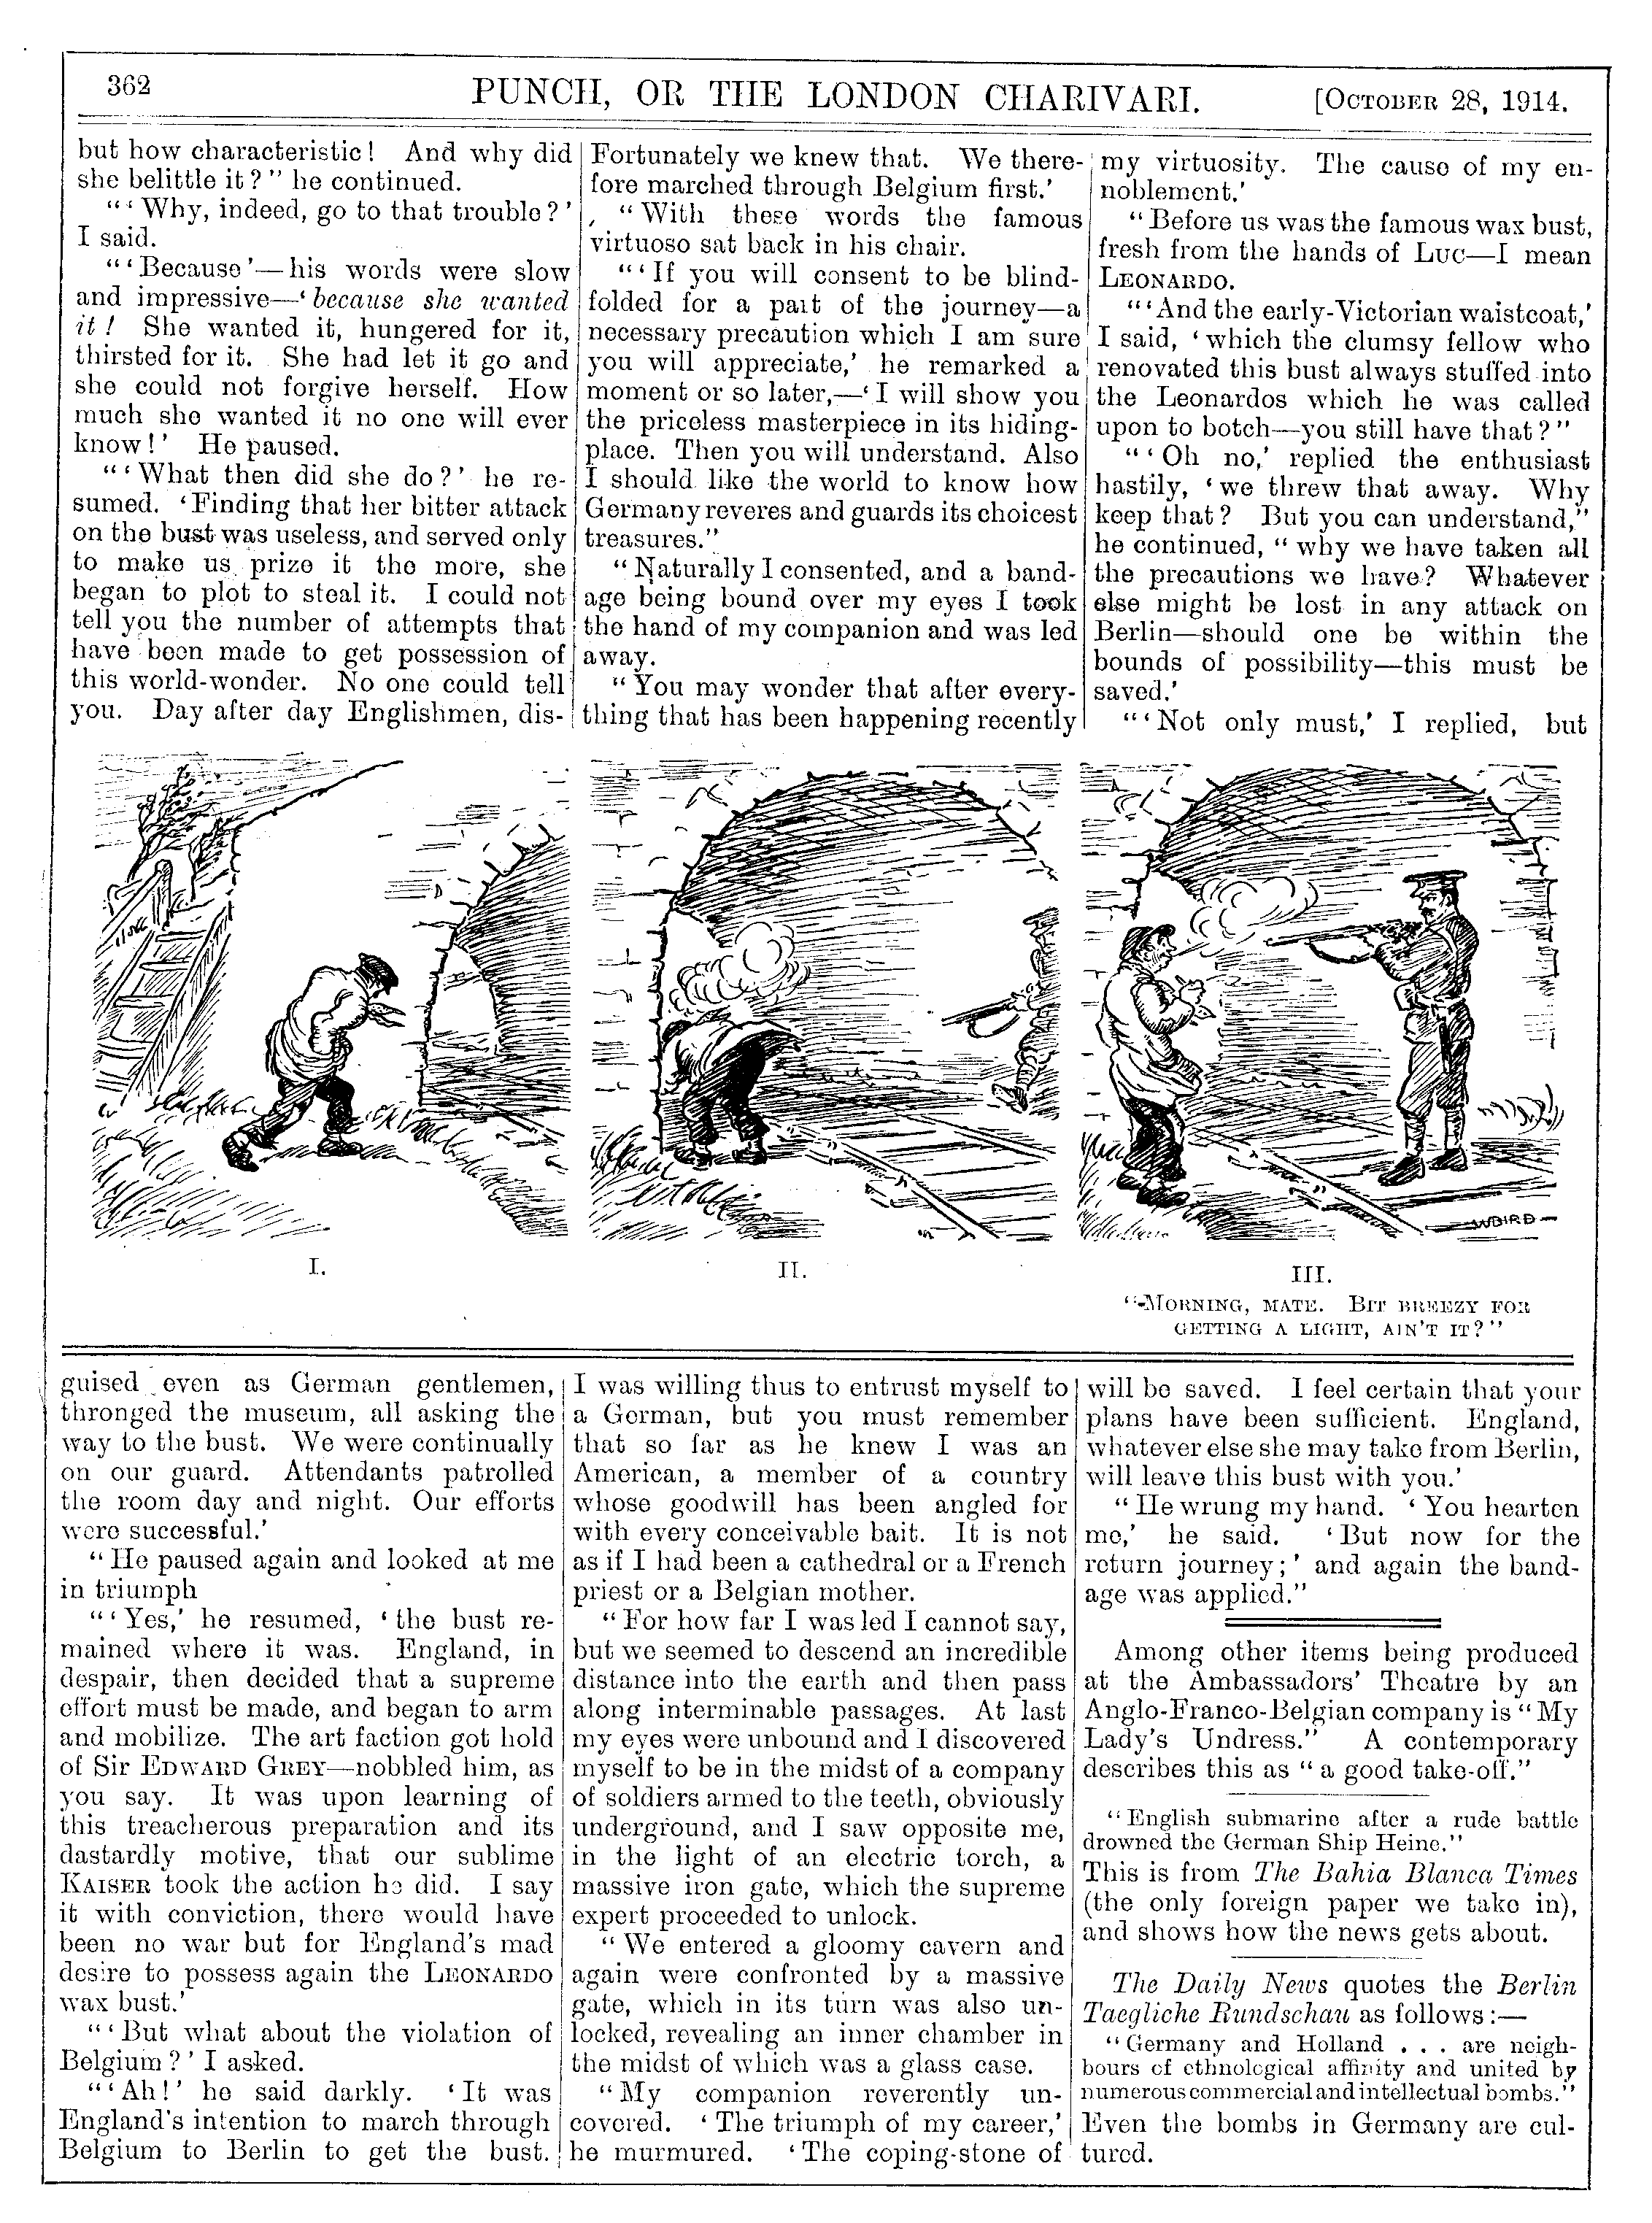 362
PUNCH, OR THE LONDON CHARIVARI.
[OCTOBER 28, 1914.
but how characteristic! And why did
she belittle it?" he continued.
"'Why, indeed, go to that trouble?'
I said.
"'Because'—his words were slow
and impressive—'because she wanted
it! She wanted it, hungered for it,
thirsted for it. She had let it go and
she could not forgive herself. How
much she wanted it no one will ever
know!' He paused.
"'What then did she do?' he re-
sumed. 'Finding that her bitter attack
on the bust was useless, and served only
to make us prize it the more, she
began to plot to steal it. I could not
tell you the number of attempts that
have been made to get possession of
this world-wonder. No one could tell
you. Day after day Englishmen, dis-
Fortunately we knew that. We there-
fore marched through Belgium first.'
"With these words the famous
virtuoso sat back in his chair.
"'If you will consent to be blind-
folded for a part of the journey—a
necessary precaution which I am sure
you will appreciate,' he remarked a
moment or so later,—'I will show you
the priceless masterpiece in its hiding-
place. Then you will understand. Also
I should like the world to know how
Germany reveres and guards its choicest
treasures."
"Naturally I consented, and a band-
age being bound over my eyes I took
the hand of my companion and was led
away.
"You may wonder that after every-
thing that has been happening recently
my virtuosity. The cause of my en-
noblement.'
"Before us was the famous wax bust,
fresh from the hands of LUC—I mean
LEONARDO.
"'And the early-Victorian waistcoat,'
I said, 'which the clumsy fellow who
renovated this bust always stuffed into
the Leonardos which he was called
upon to botch—you still have that?"
"'Oh no,' replied the enthusiast
hastily, 'we threw that away. Why
keep that? But you can understand,"
he continued, "why we have taken all
the precautions we have? Whatever
else might be lost in any attack on
Berlin—should one be within the
bounds of possibility—this must be
saved.'
"'Not only must,' I replied, but
WBIRD
I.
II.
III.
"-MORNING, MATE. BIT BREEZY FOR
GETTING A LIGHT, AIN'T IT?"
guised even as German gentlemen,
thronged the museum, all asking the
way to the bust. We were continually
on our guard. Attendants patrolled
the room day and night. Our efforts
were successful.'
"He paused again and looked at me
in triumph
"'Yes,' he resumed, 'the bust re-
mained where it was. England, in
despair, then decided that a supreme
effort must be made, and began to arm
and mobilize. The art faction got hold
of Sir EDWARD GREY—nobbled him, as
you say. It was upon learning of
this treacherous preparation and its
dastardly motive, that our sublime
KAISER took the action he did. I say
it with conviction, there would have
been no war but for England's mad
desire to possess again the LEONARDO
wax bust.'
"'But what about the violation of
Belgium?' I asked.
"'Ah!' he said darkly. 'It was
England's intention to march through
Belgium to Berlin to get the bust.
I was willing thus to entrust myself to
a German, but you must remember
that so far as he knew I was an
American, a member of a country
whose goodwill has been angled for
with every conceivable bait. It is not
as if I had been a cathedral or a French
priest or a Belgian mother.
"For how far I was led I cannot say,
but we seemed to descend an incredible
distance into the earth and then pass
along interminable passages. At last
my eyes were unbound and I discovered
myself to be in the midst of a company
of soldiers armed to the teeth, obviously
underground, and I saw opposite me,
in the light of an electric torch, a
massive iron gate, which the supreme
expert proceeded to unlock.
"We entered a gloomy cavern and
again were confronted by a massive
gate, which in its turn was also un-
locked, revealing an inner chamber in
the midst of which was a glass case.
"My companion reverently un-
covered. 'The triumph of my career,'
he murmured. 'The coping-stone of
will be saved. I feel certain that your
plans have been sufficient. England,
whatever else she may take from Berlin,
will leave this bust with you.'
"He wrung my hand. 'You hearten
me,' he said. 'But now for the
return journey;' and again the band-
age was applied."
Among other items being produced
at the Ambassadors' Theatre by an
Anglo-Franco-Belgian company is "My
Lady's Undress." A contemporary
describes this as "a good take-off."
"English submarine after a rude battle
drowned the German Ship Heine."
This is from The Bahia Blanca Times
(the only foreign paper we take in),
and shows how the news gets about.
The Daily News quotes the Berlin
Taegliche Rundschau as follows:—
"Germany and Holland . . . are neigh-
bours of ethnological affinity and united by
numerous commercial and intellectual bombs."
Even the bombs in Germany are cul-
tured.